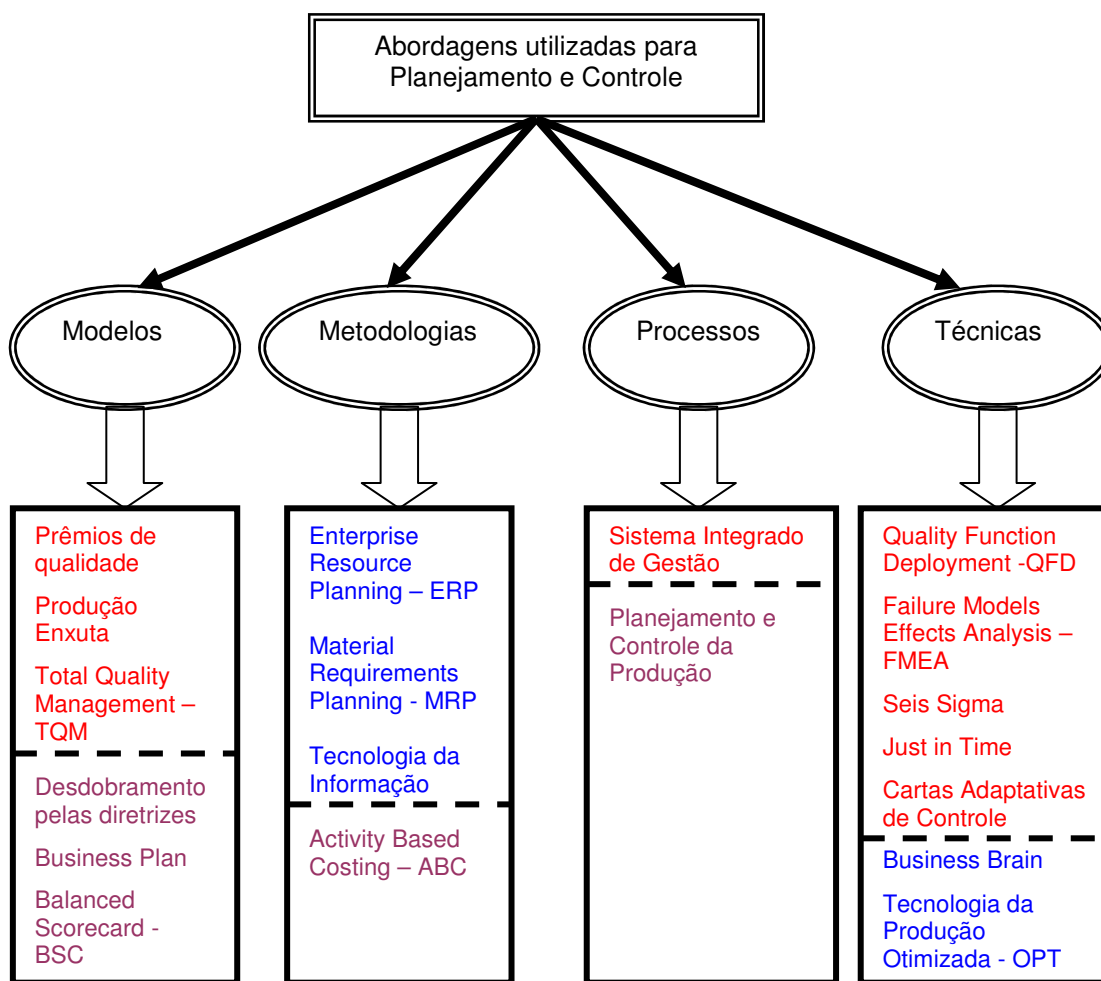 Abordagens utilizadas para
Planejamento e Controle
Modelos
Metodologias
Processos
Técnicas
Prêmios de
qualidade
Produção
Enxuta
Total Quality
Management –
TQM
Desdobramento
pelas diretrizes
Business Plan
Balanced
Scorecard -
BSC
Enterprise
Resource
Planning – ERP
Material
Requirements
Planning - MRP
Tecnologia da
Informação
Activity Based
Costing – ABC
Sistema Integrado
de Gestão
Planejamento e
Controle da
Produção
Quality Function
Deployment -QFD
Failure Models
Effects Analysis –
FMEA
Seis Sigma
Just in Time
Cartas Adaptativas
de Controle
Business Brain
Tecnologia da
Produção
Otimizada - OPT